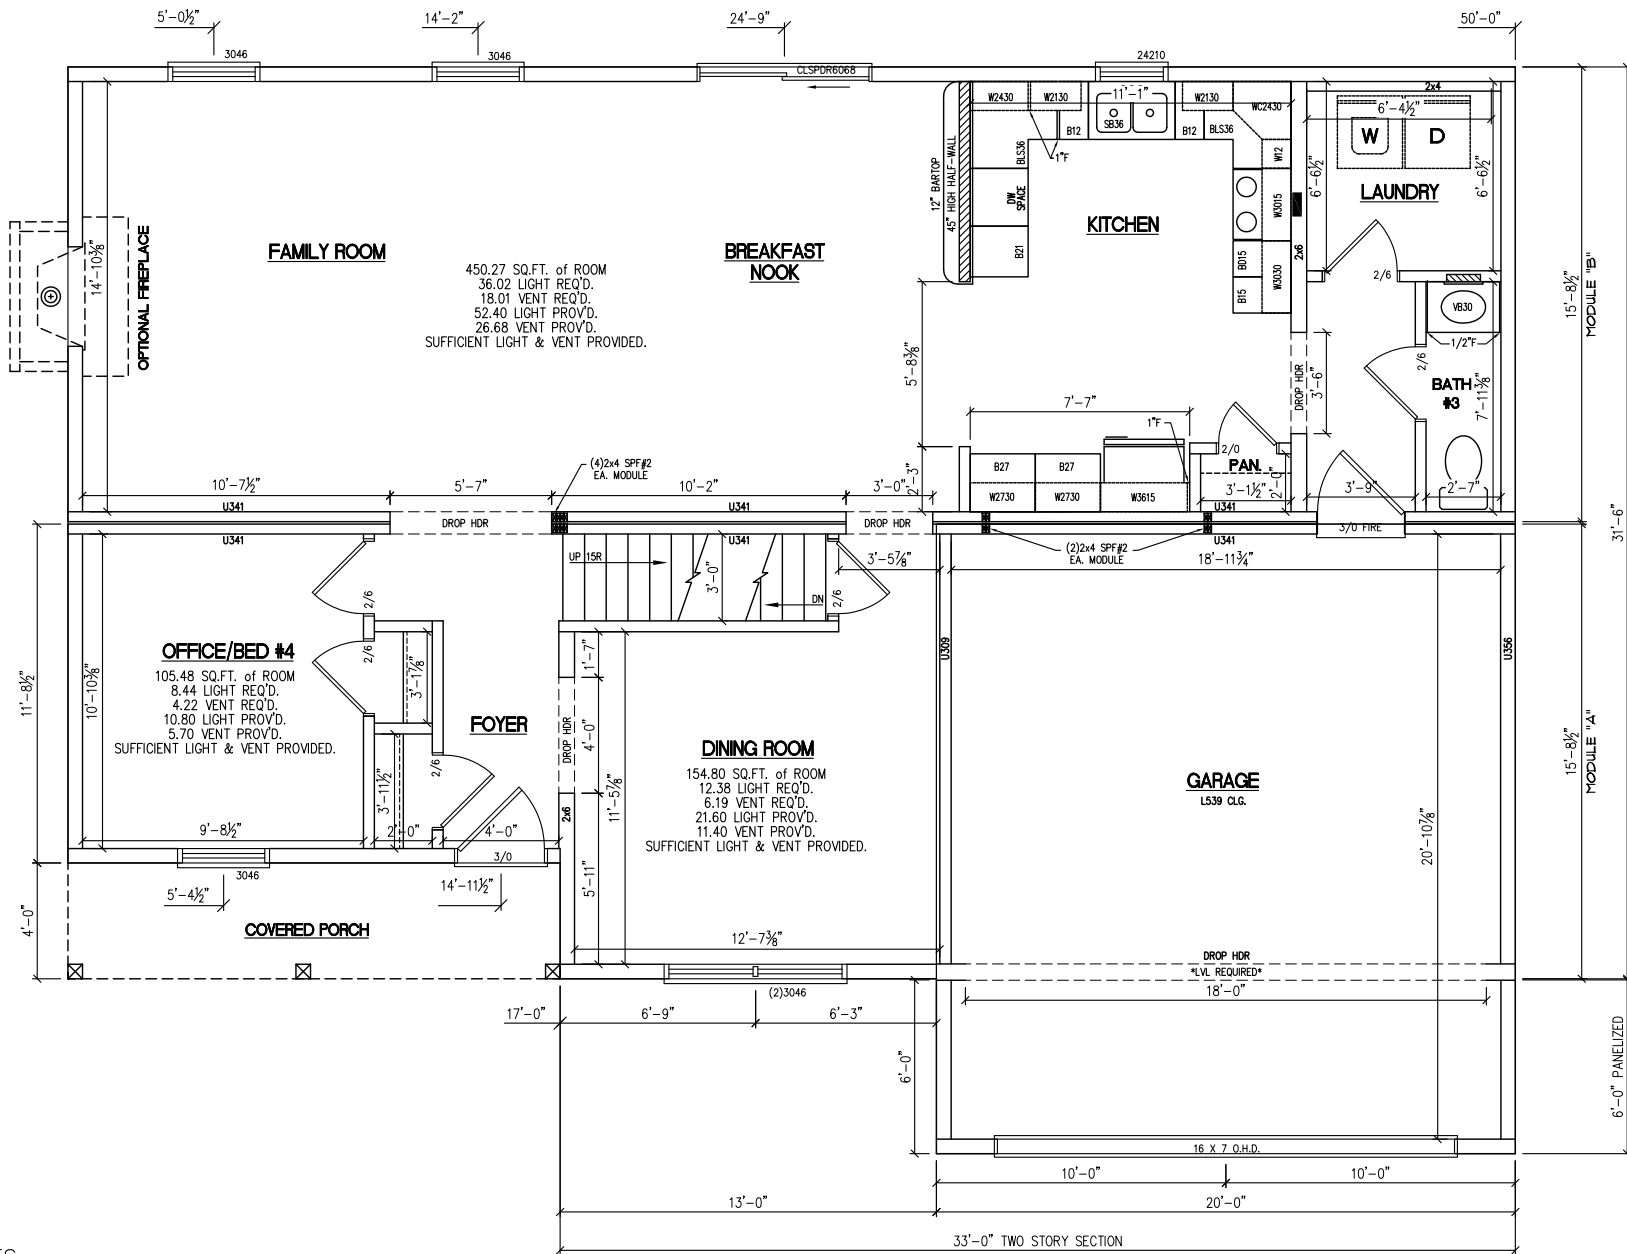 5'-0½"
14'-2"
24'-9"
50'-0"
3046
3046
CLSPDR6068
24210
2x4
W2430
W2130
11'-1"
W2130
WC2430
6'-4½"
SB36
B12
B12
BLS36
BLS36
1"F
W12
W
D
12" BARTOP
45" HIGH HALF-WALL
DW
SPACE
B21
W3015
2x6
BD15
B15
W3030
6'-6½"
6'-6½"
LAUNDRY
KITCHEN
OPTIONAL FIREPLACE
14'-10⅜"
FAMILY ROOM
BREAKFAST
NOOK
450.27 SQ.FT. of ROOM
36.02 LIGHT REQ'D.
18.01 VENT REQ'D.
52.40 LIGHT PROV'D.
26.68 VENT PROV'D.
SUFFICIENT LIGHT & VENT PROVIDED.
2/6
VB30
1/2"F
2/6
BATH
#3
7'-11⅜"
15'-8½"
MODULE "B"
5'-8¾"
DROP HDR
3'-6"
7'-7"
1"F
2/0
PAN.
2'-3"
2'-0"
3'-1½"
3'-9"
2'-7"
B27
B27
W2730
W2730
W3615
(4)2x4 SPF#2
EA. MODULE
10'-7½"
5'-7"
10'-2"
3'-0"
U341
U341
U341
DROP HDR
DROP HDR
3/0 FIRE
31'-6"
U341
U341
U341
UP 15R
3'-0"
DN
2/6
3'-5⅞"
(2)2x4 SPF#2
EA. MODULE
18'-11¾"
2/6
2/6
OFFICE/BED #4
105.48 SQ.FT. of ROOM
8.44 LIGHT REQ'D.
4.22 VENT REQ'D.
10.80 LIGHT PROV'D.
5.70 VENT PROV'D.
SUFFICIENT LIGHT & VENT PROVIDED.
11'-8½"
10'-10⅜"
3'-1⅞"
3'-11½"
2/6
FOYER
1'-7"
DROP HDR
4'-0"
2x6
11'-5⅞"
5'-11"
DINING ROOM
154.80 SQ.FT. of ROOM
12.38 LIGHT REQ'D.
6.19 VENT REQ'D.
21.60 LIGHT PROV'D.
11.40 VENT PROV'D.
SUFFICIENT LIGHT & VENT PROVIDED.
U309
U356
GARAGE
L539 CLG.
20'-10⅞"
15'-8½"
MODULE "A"
9'-8½"
2'-0"
4'-0"
3/0
3046
5'-4½"
14'-11½"
4'-0"
COVERED PORCH
12'-7⅜"
(2)3046
DROP HDR
*LVL REQUIRED*
18'-0"
17'-0"
6'-9"
6'-3"
6'-0"
6'-0" PANELIZED
16 X 7 O.H.D.
10'-0"
10'-0"
13'-0"
20'-0"
33'-0" TWO STORY SECTION